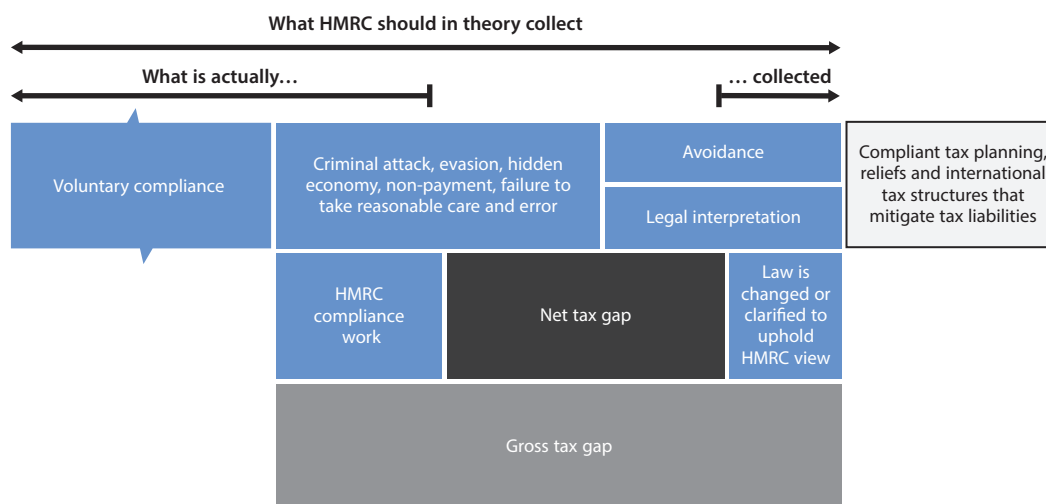 What HMRC should in theory collect
What is actually…
… collected
Voluntary compliance
Criminal attack, evasion, hidden
economy, non-payment, failure to
take reasonable care and error
Avoidance
Legal interpretation
Compliant tax planning,
reliefs and international
tax structures that
mitigate tax liabilities
HMRC
compliance
work
Net tax gap
Law is
changed or
clarified to
uphold
HMRC view
Gross tax gap